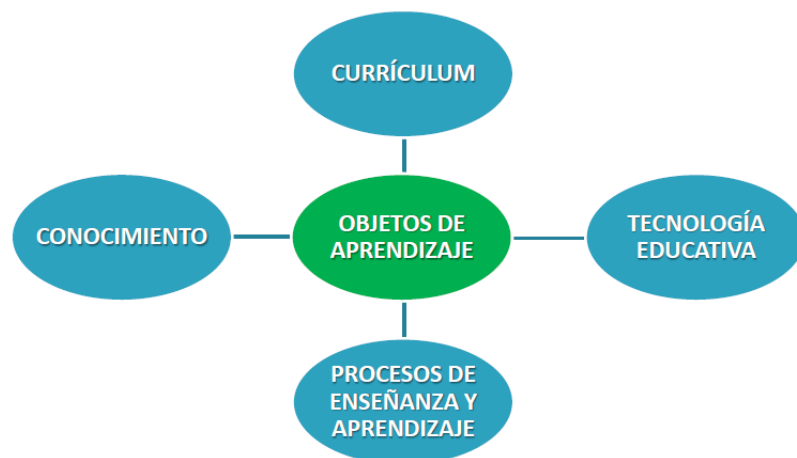 CURRÍCULUM
CONOCIMIENTO
OBJETOS DE
APRENDIZAJE
TECNOLOGÍA
EDUCATIVA
PROCESOS DE
ENSEÑANZA Y
APRENDIZAJE